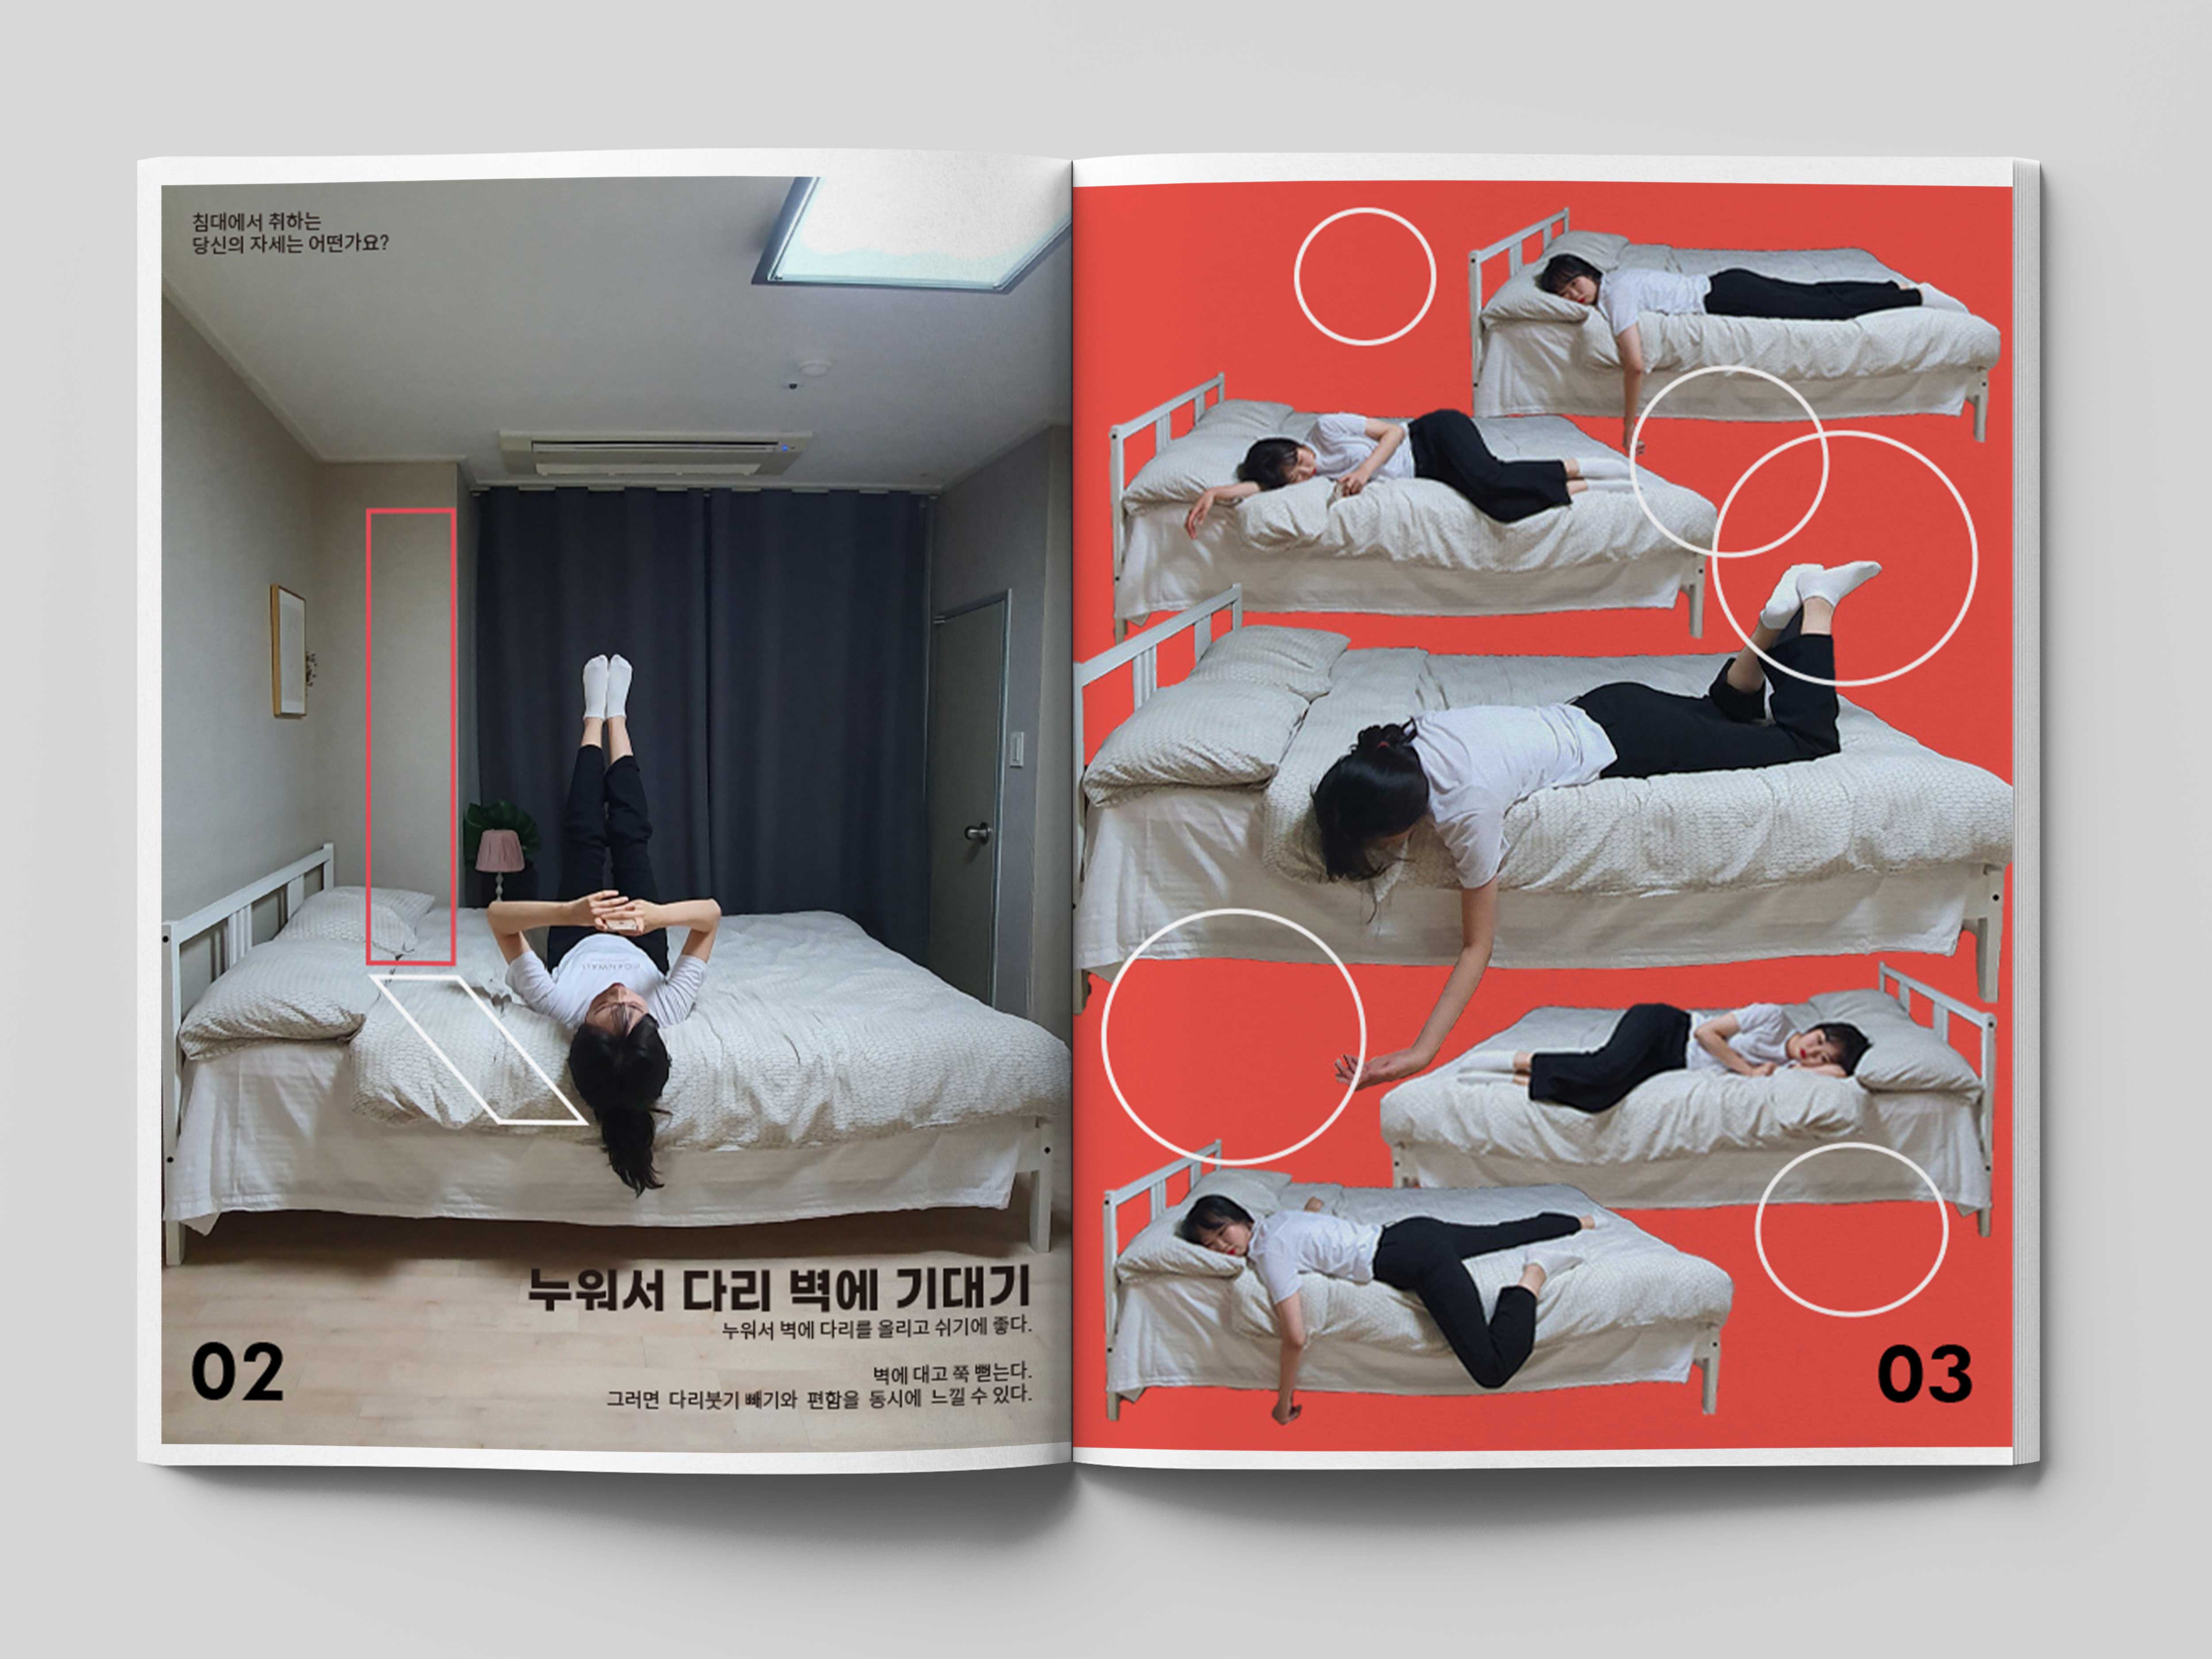 침대에서 취하는
당신의 자세는 어떤가요?
누워서 다리 벽에 기대기
누워서 벽에 다리를 올리고 쉬기에 좋다.
벽에 대고 쭉 뻗는다.
그러면 다리붓기 빼기와 편함을 동시에 느낄 수 있다.
02
03